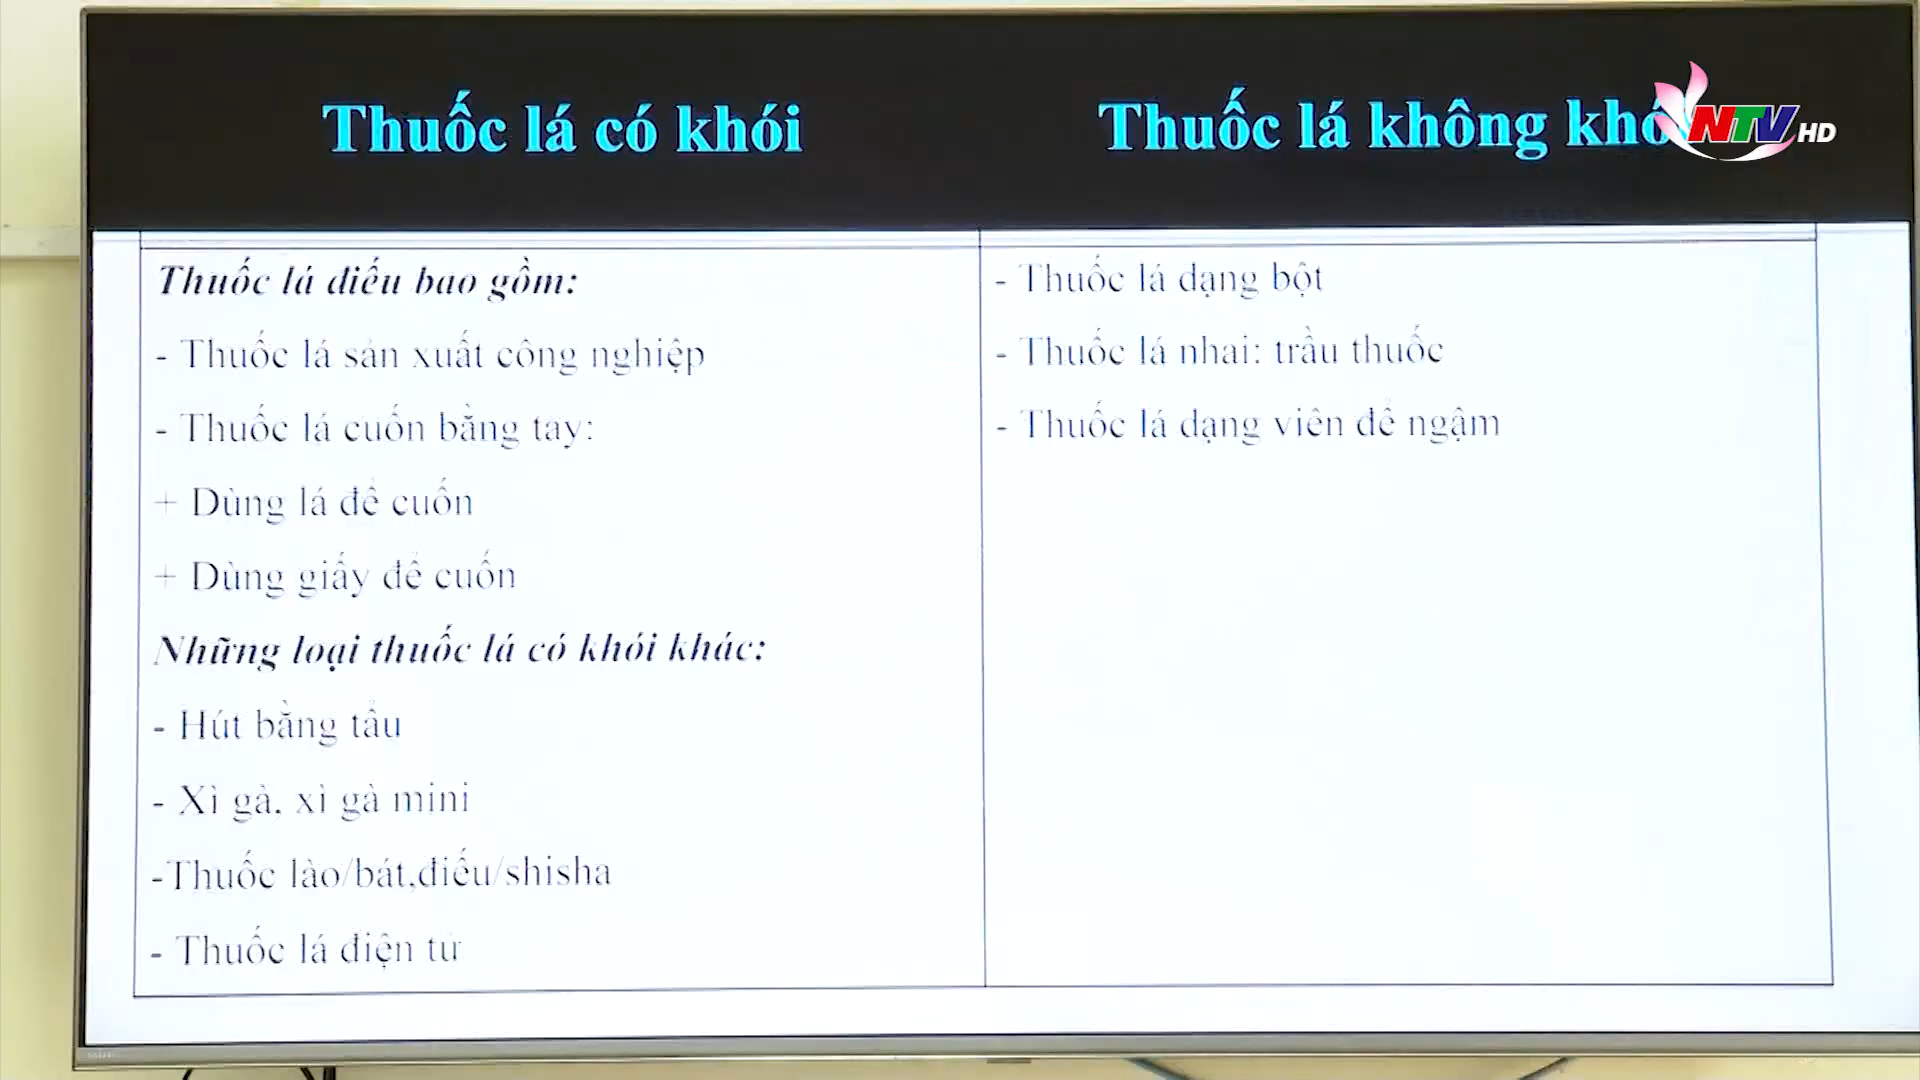 Thuốc lá có khói
Thuốc lá không khó
NTV HD
Thuốc lá điếu bao gồm:
- Thuốc lá sản xuất công nghiệp
- Thuốc lá cuốn bằng tay:
+ Dùng lá để cuốn
+ Dùng giấy để cuốn
Những loại thuốc lá có khói khác:
- Hút bằng tẩu
- Xì gà, xì gà mini
-Thuốc lào/bát,điếu/shisha
- Thuốc lá điện tử
- Thuốc lá dạng bột
- Thuốc lá nhai: trầu thuốc
- Thuốc lá dạng viên để ngậm